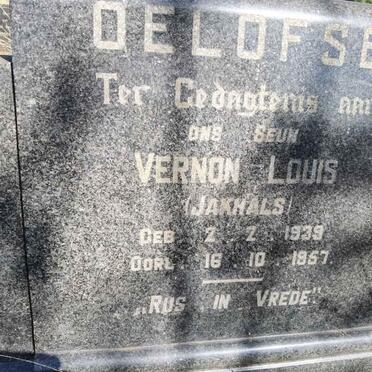 OELOFSE
Ter Gedagtenis aan
ONS SEUN
VERNON LOUIS
(JAKHALS)
GEB. 2. 2. 1939
OORL. 16. 10. 1957.
„RUS IN VREDE"